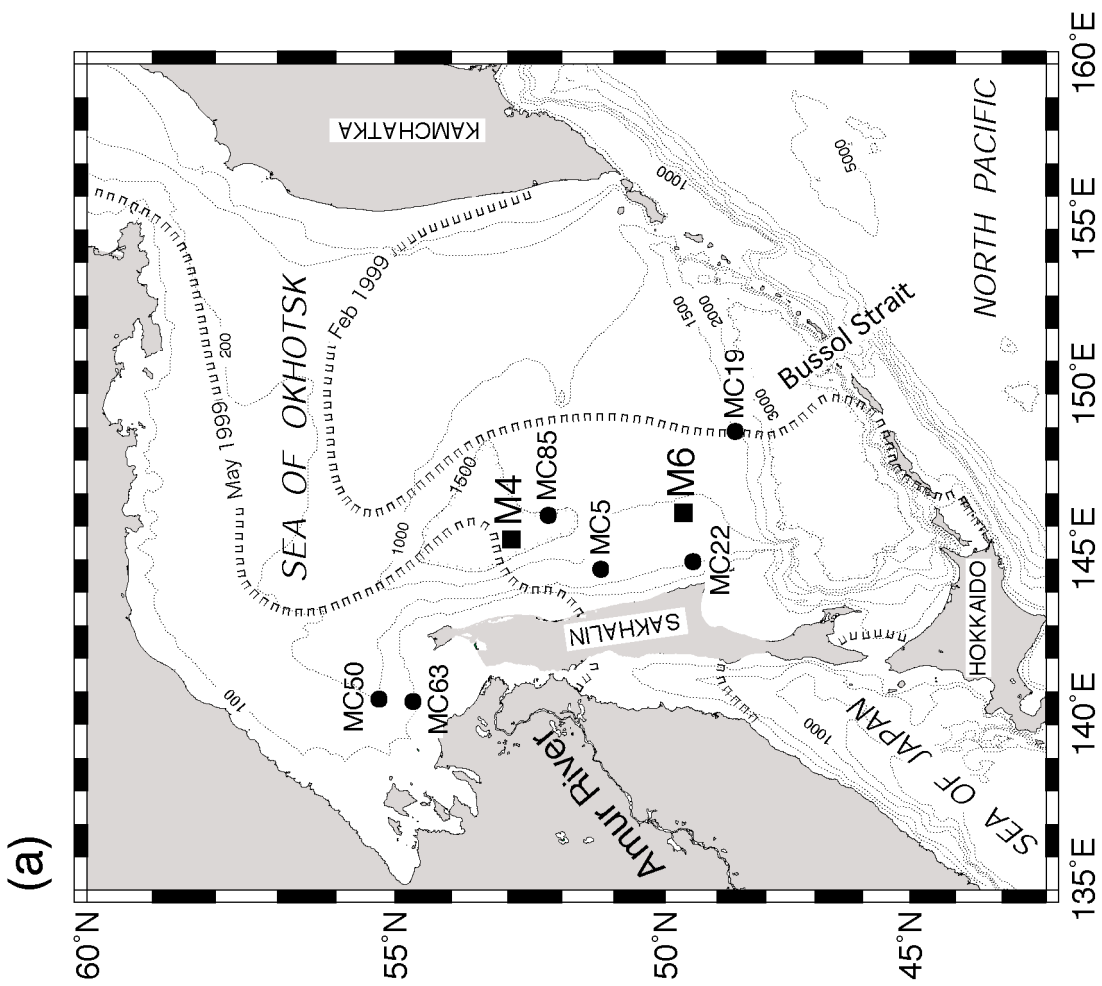 (a)
60°N
55°N
50°N
45°N
135°E
140°E
145°E
150°E
155°E
160°E
SEA OF OKHOTSK
KAMCHATKA
May 1999
200
Feb 1999
100
1000
1500
MC50
MC63
M4
MC85
MC5
M6
MC22
MC19
SAKHALIN
Amur River
1500
2000
3000
Bussol Strait
1000
5000
NORTH PACIFIC
HOKKAIDO
1000
SEA OF JAPAN